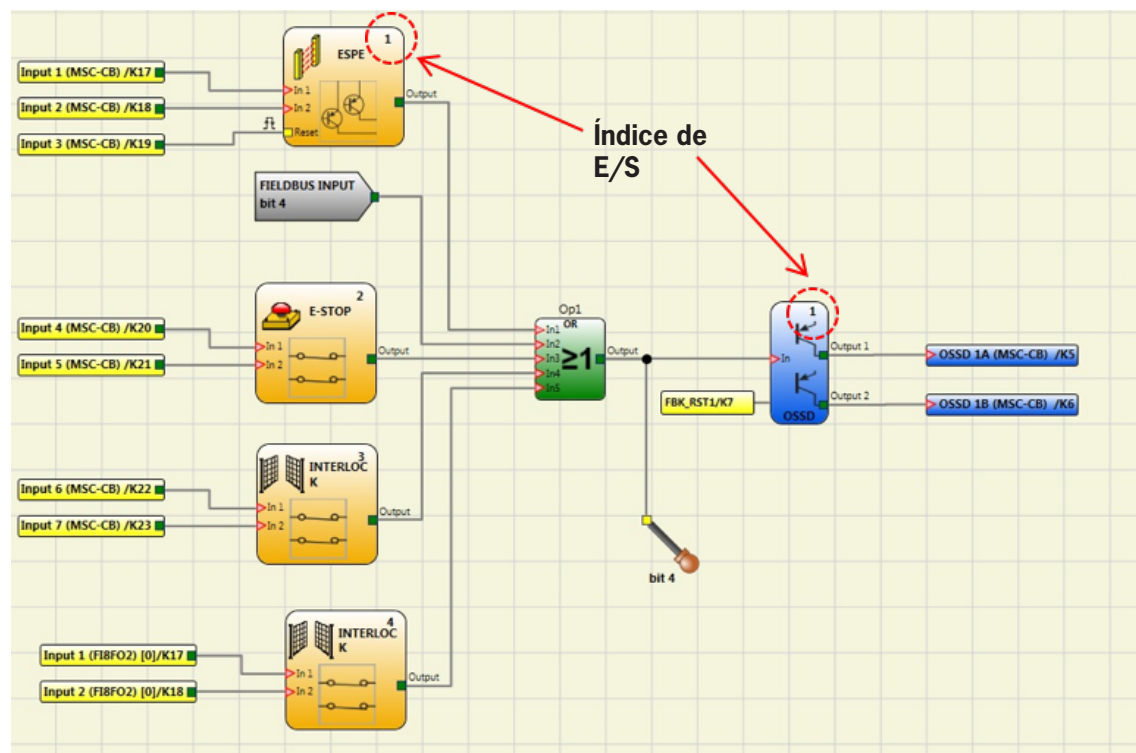 1
ESPE
Input 1 (MSC-CB) /K17
In 1
Output
Input 2 (MSC-CB) /K18
In 2
Input 3 (MSC-CB) /K19
Reset
Índice de
E/S
FIELDBUS INPUT
bit 4
2
E-STOP
Input 4 (MSC-CB) /K20
In 1
Output
Input 5 (MSC-CB) /K21
In 2
Op1
OR
In1
In2
In3
In4
In5
≥1
Output
1
In
Output 1
OSSD 1A (MSC-CB) /K5
FBK_RST1/K7
Output 2
OSSD 1B (MSC-CB) /K6
OSSD
3
INTERLOC
K
Input 6 (MSC-CB) /K22
In 1
Output
Input 7 (MSC-CB) /K23
In 2
bit 4
4
INTERLOC
K
Input 1 (FI8FO2) [0]/K17
In 1
Output
Input 2 (FI8FO2) [0]/K18
In 2